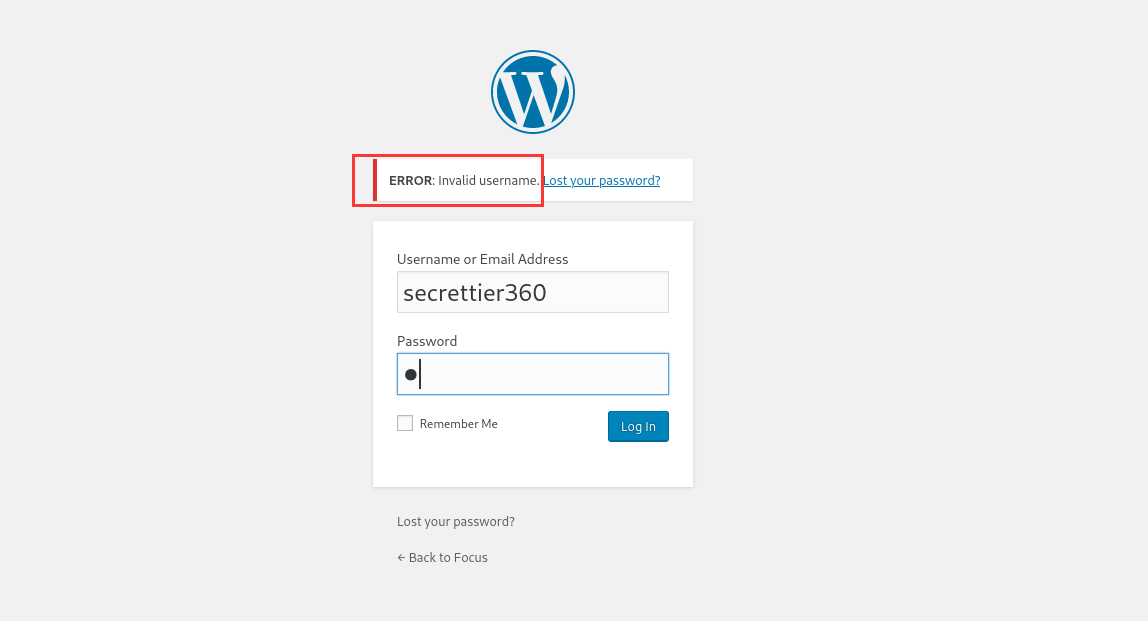 ERROR: Invalid username. Lost your password?
Username or Email Address
secrettier360
Password
Remember Me
Log In
Lost your password?
← Back to Focus